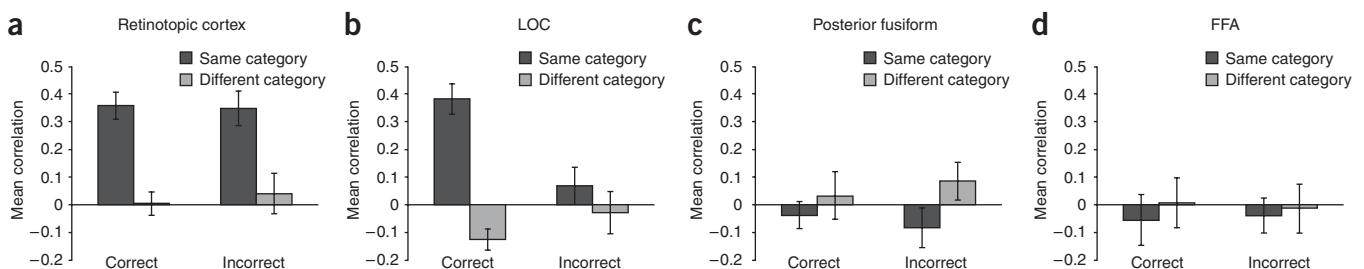 a
Retinotopic cortex
Same category
Different category
0.5
0.4
0.3
0.2
0.1
0
−0.1
0.2
Mean correlation
Correct
Incorrect
b
LOC
Same category
Different category
0.5
0.4
0.3
0.2
0.1
0
−0.1
0.2
Mean correlation
Correct
Incorrect
c
Posterior fusiform
Same category
Different category
0.5
0.4
0.3
0.2
0.1
0
−0.1
0.2
Mean correlation
Correct
Incorrect
d
FFA
Same category
Different category
0.5
0.4
0.3
0.2
0.1
0
−0.1
0.2
Mean correlation
Correct
Incorrect